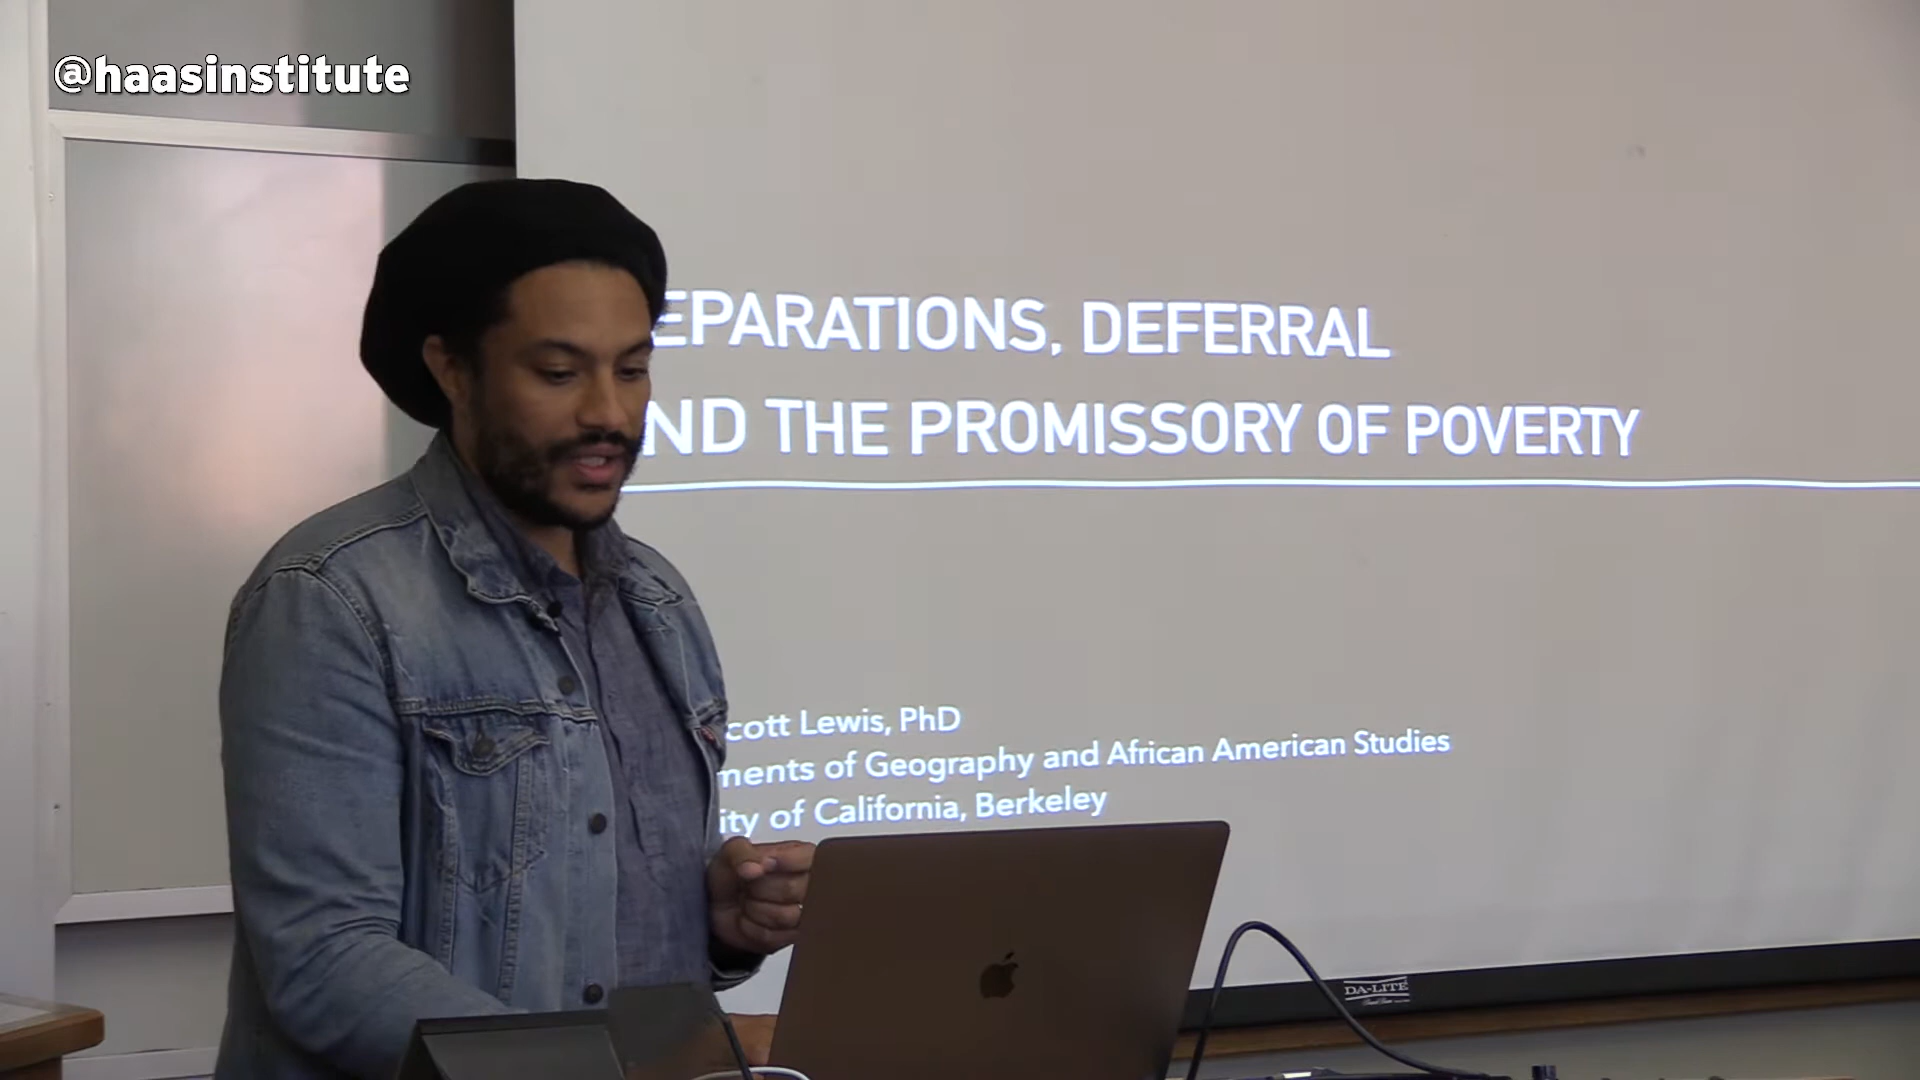 @haasinstitute
EPARATIONS, DEFERRAL
ND THE PROMISSORY OF POVERTY
cott Lewis, PhD
ments of Geography and African American Studies
ity of California, Berkeley
DA-LITE